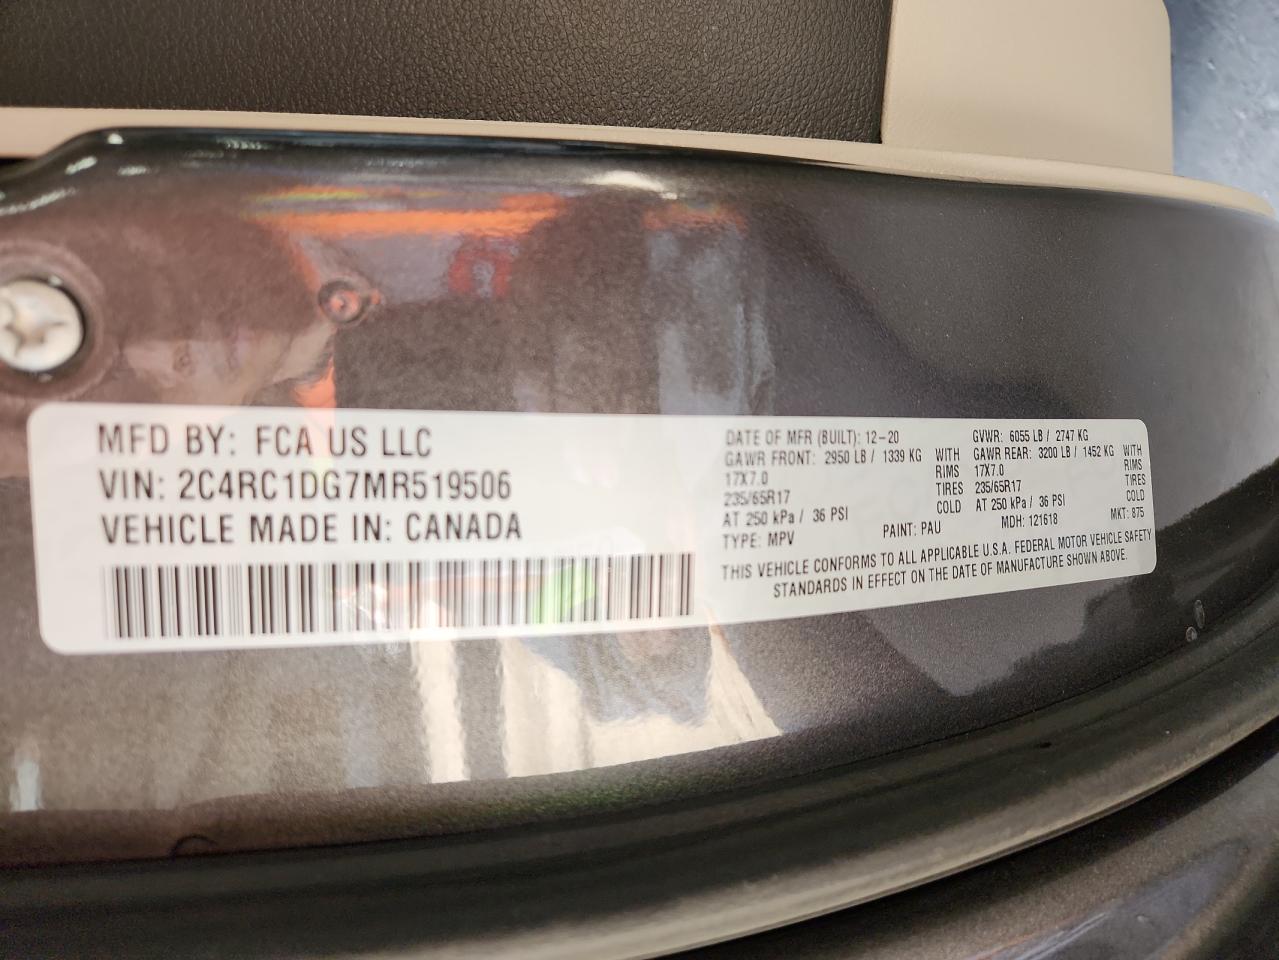 MFD BY: FCA US LLC
VIN: 2C4RC1DG7MR519506
VEHICLE MADE IN: CANADA
DATE OF MFR (BUILT): 12-20 GVWR: 6055 LB / 2747 KG
GAWR FRONT: 2950 LB / 1339 KG WITH GAWR REAR: 3200 LB / 1452 KG WITH
17X7.0 RIMS 17X7.0 RIMS
235/65R17 TIRES 235/65R17 TIRES
AT 250 kPa / 36 PSI COLD AT 250 kPa / 36 PSI COLD
TYPE: MPV PAINT: PAU MDH: 121618 MKT: 875
THIS VEHICLE CONFORMS TO ALL APPLICABLE U.S.A. FEDERAL MOTOR VEHICLE SAFETY
STANDARDS IN EFFECT ON THE DATE OF MANUFACTURE SHOWN ABOVE.